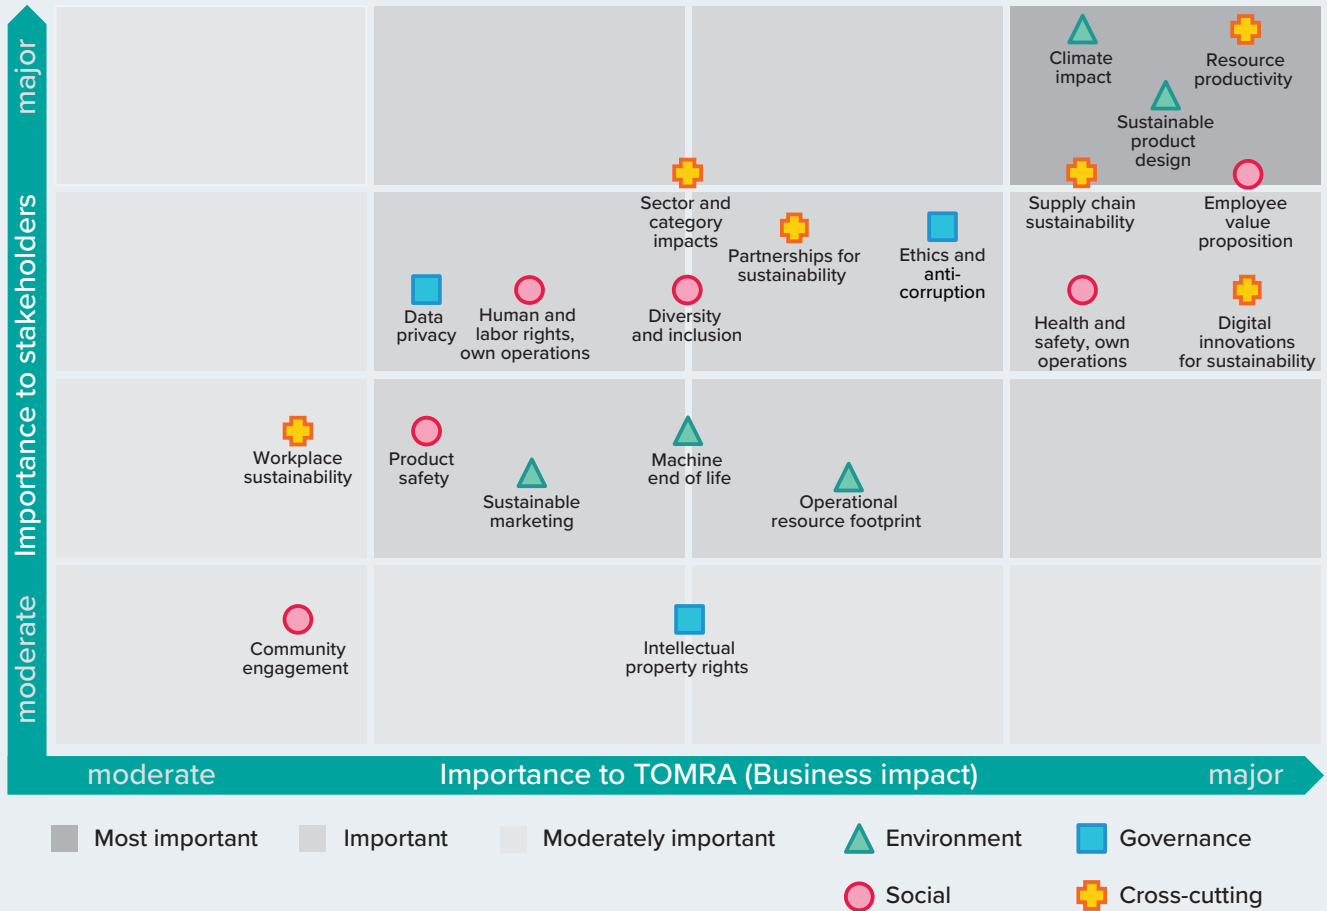 major
Importance to stakeholders
moderate
Climate
impact
Resource
productivity
Sustainable
product
design
Sector and
category
impacts
Partnerships for
sustainability
Ethics and
anti-
corruption
Supply chain
sustainability
Employee
value
proposition
Data
privacy
Human and
labor rights,
own operations
Diversity
and inclusion
Health and
safety, own
operations
Digital
innovations
for sustainability
Workplace
sustainability
Product
safety
Sustainable
marketing
Machine
end of life
Operational
resource footprint
Community
engagement
Intellectual
property rights
moderate
Importance to TOMRA (Business impact)
major
Most important
Important
Moderately important
Environment
Governance
Social
Cross-cutting